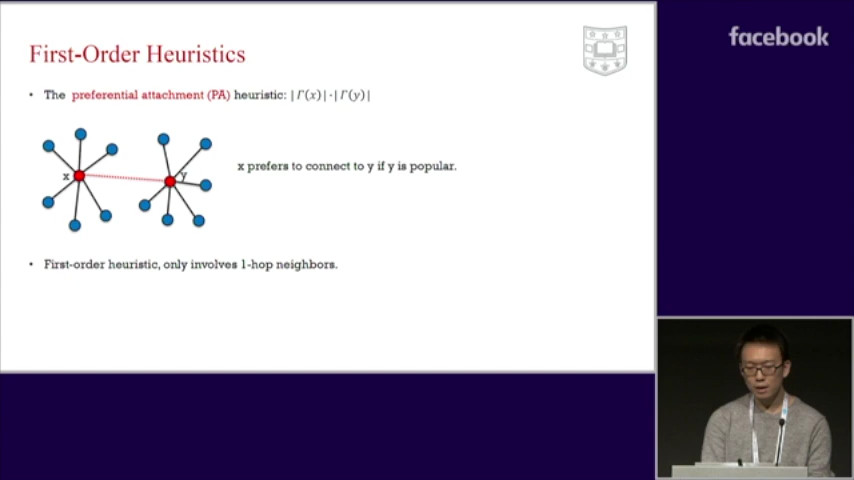 First-Order Heuristics
facebook
• The preferential attachment (PA) heuristic: |Γ(x)|·|Γ(y)|
x
y
x prefers to connect to y if y is popular.
• First-order heuristic, only involves 1-hop neighbors.